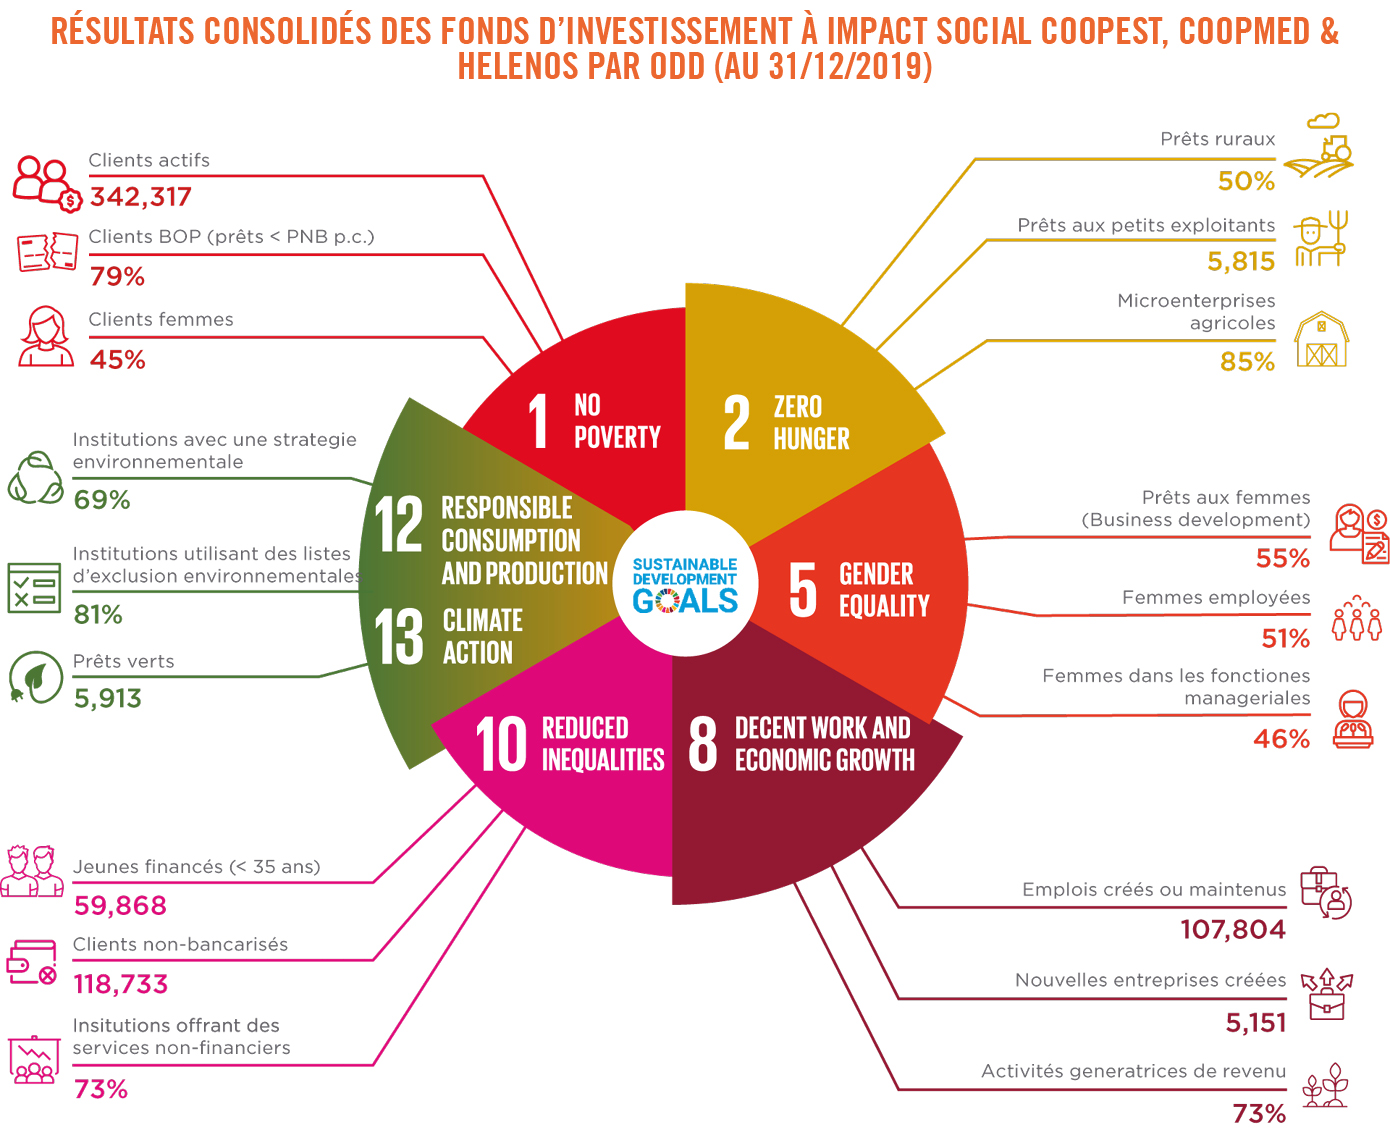 RÉSULTATS CONSOLIDÉS DES FONDS D'INVESTISSEMENT À IMPACT SOCIAL COOPEST, COOPMED &
HELENOS PAR ODD (AU 31/12/2019)
Clients actifs
342,317
Clients BOP (prêts < PNB p.c.)
79%
Clients femmes
45%
Prêts ruraux
50%
Prêts aux petits exploitants
5,815
Microenterprises
agricoles
85%
1 NO
POVERTY
2 ZERO
HUNGER
Institutions avec une strategie
environnementale
69%
Institutions utilisant des listes
d'exclusion environnementales
81%
Prêts verts
5,913
12 RESPONSIBLE
CONSUMPTION
AND PRODUCTION
13 CLIMATE
ACTION
SUSTAINABLE
DEVELOPMENT
GOALS
5 GENDER
EQUALITY
Prêts aux femmes
(Business development)
55%
Femmes employées
51%
Femmes dans les fonctiones
manageriales
46%
10 REDUCED
INEQUALITIES
8 DECENT WORK AND
ECONOMIC GROWTH
Jeunes financés (< 35 ans)
59,868
Clients non-bancarisés
118,733
Insitutions offrant des
services non-financiers
73%
Emplois créés ou maintenus
107,804
Nouvelles entreprises créées
5,151
Activités generatrices de revenu
73%